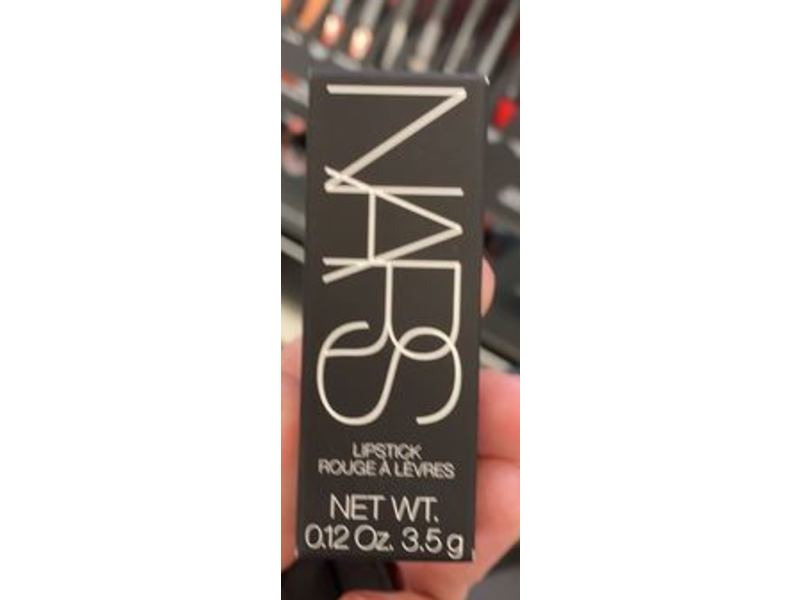 NARS
LIPSTICK
ROUGE À LÈVRES
NET WT.
0.12 Oz. 3.5 g